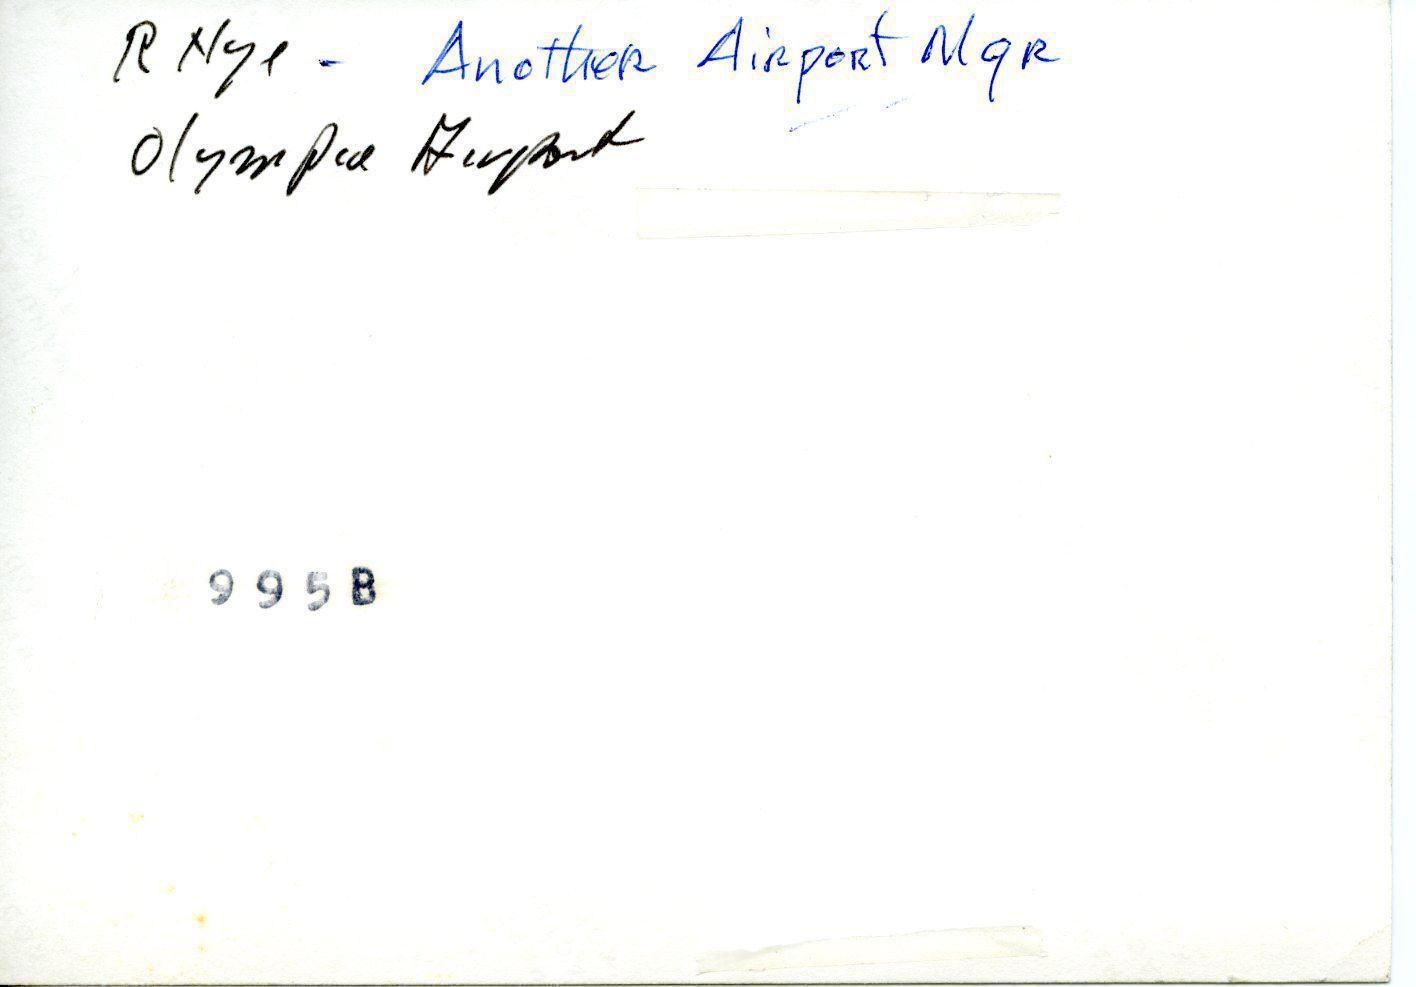 R Nye - Another Airport Mgr
Olympia Airport
995B